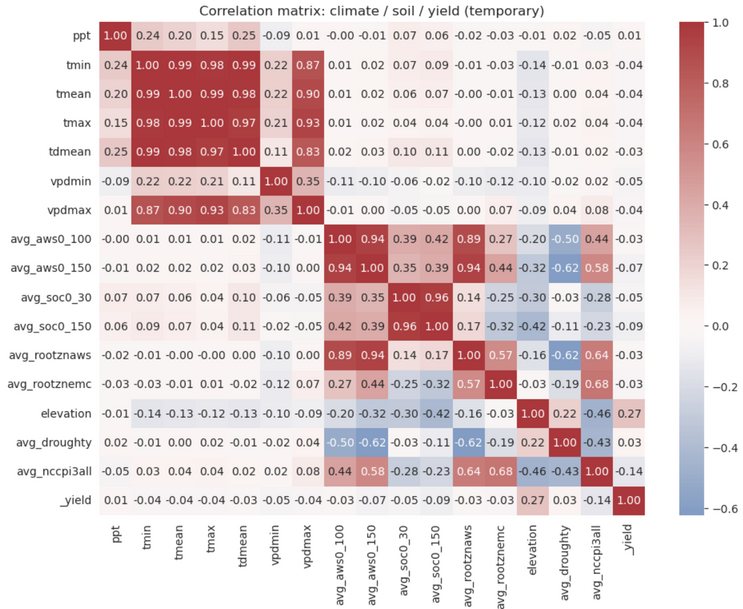 Correlation matrix: climate / soil / yield (temporary)
ppt 1.00 0.24 0.20 0.15 0.25 -0.09 0.01 -0.00 -0.01 0.07 0.06 -0.02 -0.03 -0.01 0.02 -0.05 0.01
tmin 0.24 1.00 0.99 0.98 0.99 0.22 0.87 0.01 0.02 0.07 0.09 -0.01 -0.03 -0.14 -0.01 0.03 -0.04
tmean 0.20 0.99 1.00 0.99 0.98 0.22 0.90 0.01 0.02 0.06 0.07 -0.00 -0.01 -0.13 0.00 0.04 -0.04
tmax 0.15 0.98 0.99 1.00 0.97 0.21 0.93 0.01 0.02 0.04 0.04 -0.00 0.01 -0.12 0.02 0.04 -0.04
tdmean 0.25 0.99 0.98 0.97 1.00 0.11 0.83 0.02 0.03 0.10 0.11 0.00 -0.02 -0.13 -0.01 0.02 -0.03
vpdmin -0.09 0.22 0.22 0.21 0.11 1.00 0.35 -0.11 -0.10 -0.06 -0.02 -0.10 -0.12 -0.10 -0.02 0.02 -0.05
vpdmax 0.01 0.87 0.90 0.93 0.83 0.35 1.00 -0.01 0.00 -0.05 -0.05 0.00 0.07 -0.09 0.04 0.08 -0.04
avg_aws0_100 -0.00 0.01 0.01 0.01 0.02 -0.11 -0.01 1.00 0.94 0.39 0.42 0.89 0.27 -0.20 -0.50 0.44 -0.03
avg_aws0_150 -0.01 0.02 0.02 0.02 0.03 -0.10 0.00 0.94 1.00 0.35 0.39 0.94 0.44 -0.32 -0.62 0.58 -0.07
avg_soc0_30 0.07 0.07 0.06 0.04 0.10 -0.06 -0.05 0.39 0.35 1.00 0.96 0.14 -0.25 -0.30 -0.03 -0.28 -0.05
avg_soc0_150 0.06 0.09 0.07 0.04 0.11 -0.02 -0.05 0.42 0.39 0.96 1.00 0.17 -0.32 -0.42 -0.11 -0.23 -0.09
avg_rootznaws -0.02 -0.01 -0.00 -0.00 0.00 -0.10 0.00 0.89 0.94 0.14 0.17 1.00 0.57 -0.16 -0.62 0.64 -0.03
avg_rootznemc -0.03 -0.03 -0.01 0.01 -0.02 -0.12 0.07 0.27 0.44 -0.25 -0.32 0.57 1.00 -0.03 -0.19 0.68 -0.03
elevation -0.01 -0.14 -0.13 -0.12 -0.13 -0.10 -0.09 -0.20 -0.32 -0.30 -0.42 -0.16 -0.03 1.00 0.22 -0.46 0.27
avg_droughty 0.02 -0.01 0.00 0.02 -0.01 -0.02 0.04 -0.50 -0.62 -0.03 -0.11 -0.62 -0.19 0.22 1.00 -0.43 0.03
avg_nccpi3all -0.05 0.03 0.04 0.04 0.02 0.02 0.08 0.44 0.58 -0.28 -0.23 0.64 0.68 -0.46 -0.43 1.00 -0.14
_yield 0.01 -0.04 -0.04 -0.04 -0.03 -0.05 -0.04 -0.03 -0.07 -0.05 -0.09 -0.03 -0.03 0.27 0.03 -0.14 1.00
ppt
tmin
tmean
tmax
tdmean
vpdmin
vpdmax
avg_aws0_100
avg_aws0_150
avg_soc0_30
avg_soc0_150
avg_rootznaws
avg_rootznemc
elevation
avg_droughty
avg_nccpi3all
_yield
1.0
0.8
0.6
0.4
0.2
0.0
−0.2
−0.4
−0.6